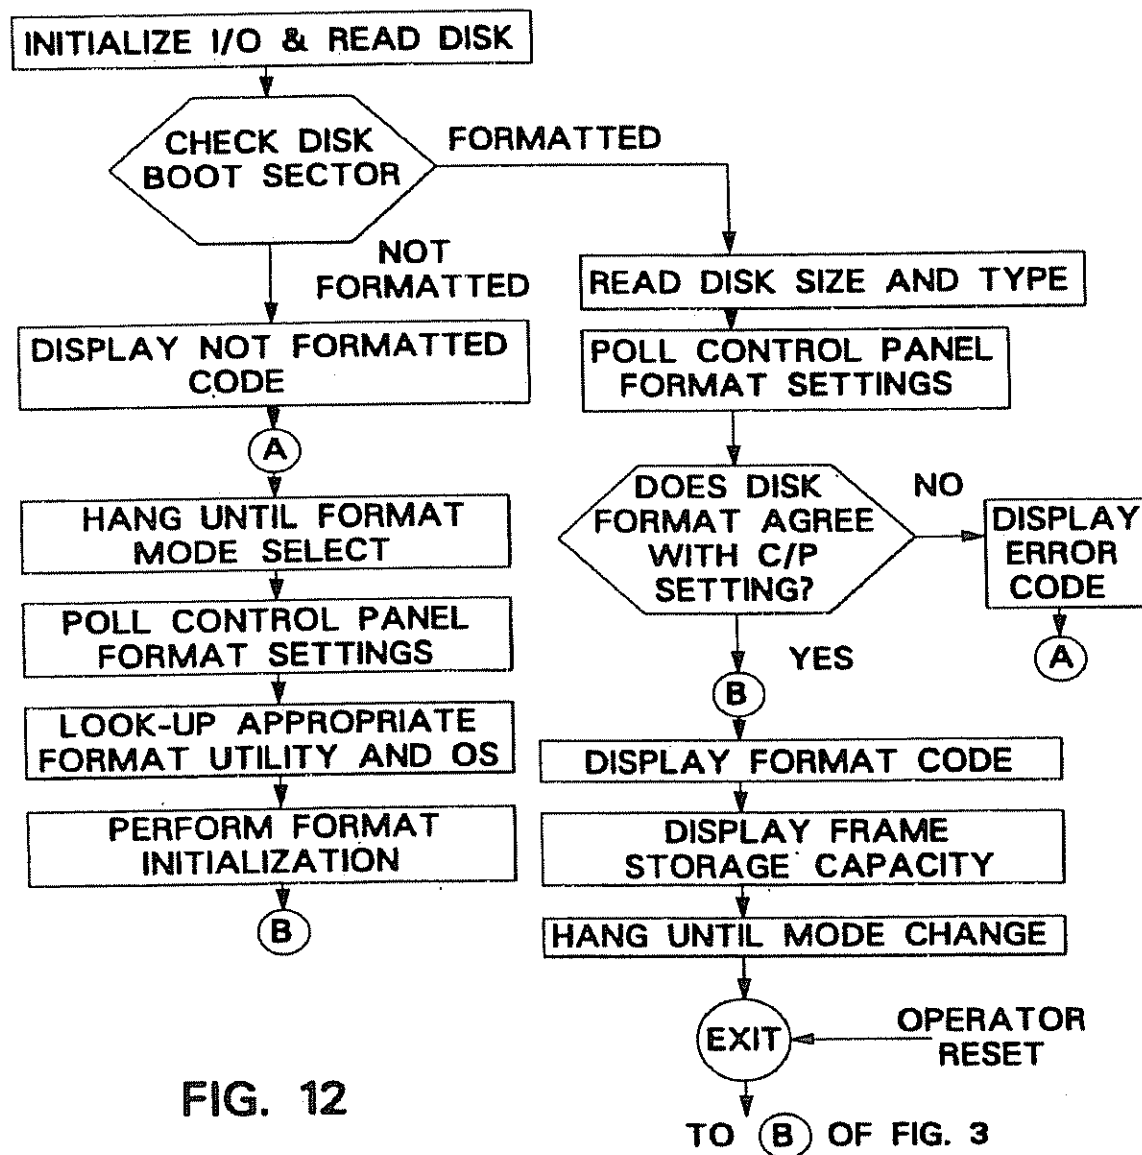 INITIALIZE I/O & READ DISK
CHECK DISK
BOOT SECTOR
FORMATTED
NOT
FORMATTED
DISPLAY NOT FORMATTED
CODE
A
HANG UNTIL FORMAT
MODE SELECT
POLL CONTROL PANEL
FORMAT SETTINGS
LOOK-UP APPROPRIATE
FORMAT UTILITY AND OS
PERFORM FORMAT
INITIALIZATION
B
READ DISK SIZE AND TYPE
POLL CONTROL PANEL
FORMAT SETTINGS
DOES DISK
FORMAT AGREE
WITH C/P
SETTING?
NO
DISPLAY
ERROR
CODE
A
YES
B
DISPLAY FORMAT CODE
DISPLAY FRAME
STORAGE CAPACITY
HANG UNTIL MODE CHANGE
EXIT
OPERATOR
RESET
TO B OF FIG. 3
FIG. 12